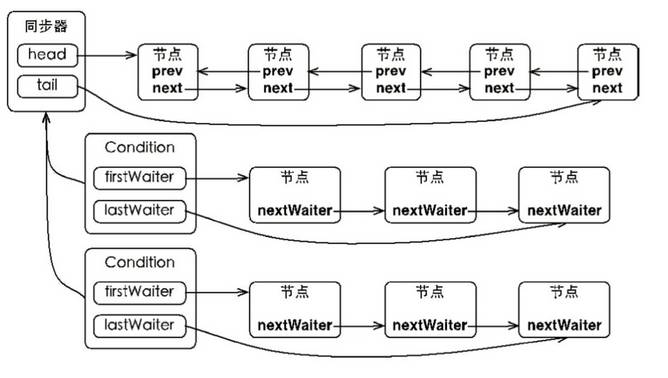 同步器
head
tail
节点 节点 节点 节点 节点
prev prev prev prev prev
next next next next next
Condition
firstWaiter
lastWaiter
节点 节点 节点
nextWaiter nextWaiter nextWaiter
Condition
firstWaiter
lastWaiter
节点 节点 节点
nextWaiter nextWaiter nextWaiter